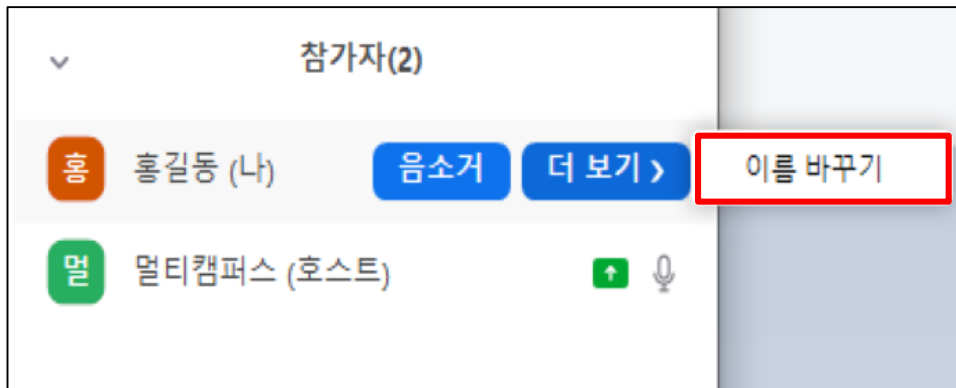 참가자(2)
홍 홍길동 (나) 음소거 더 보기 › 이름 바꾸기
멀 멀티캠퍼스 (호스트)